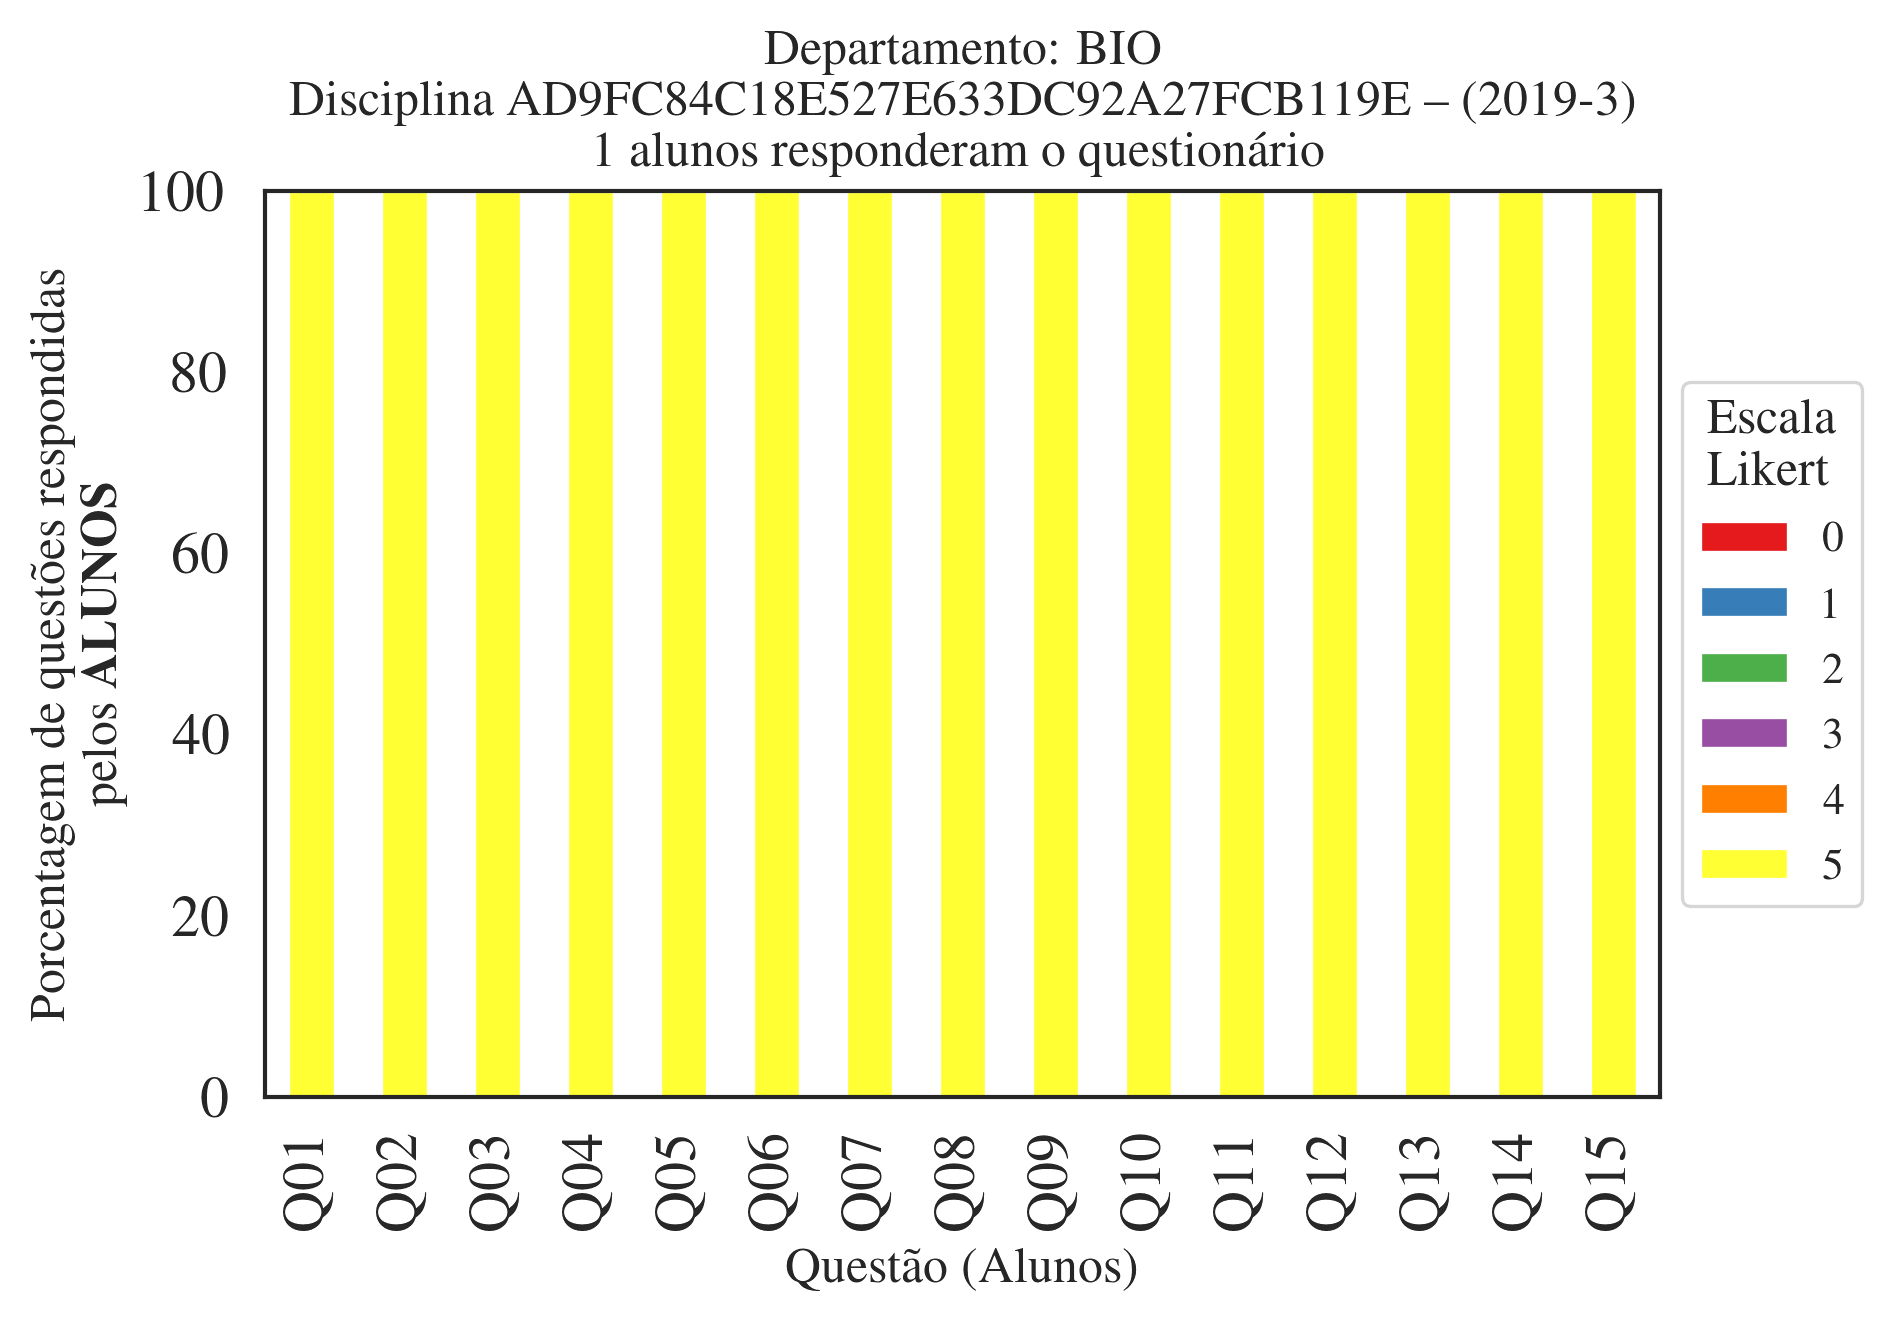 Departamento: BIO
Disciplina AD9FC84C18E527E633DC92A27FCB119E – (2019-3)
1 alunos responderam o questionário
Porcentagem de questões respondidas
pelos ALUNOS
100
80
60
40
20
0
Q01
Q02
Q03
Q04
Q05
Q06
Q07
Q08
Q09
Q10
Q11
Q12
Q13
Q14
Q15
Questão (Alunos)
Escala
Likert
0
1
2
3
4
5